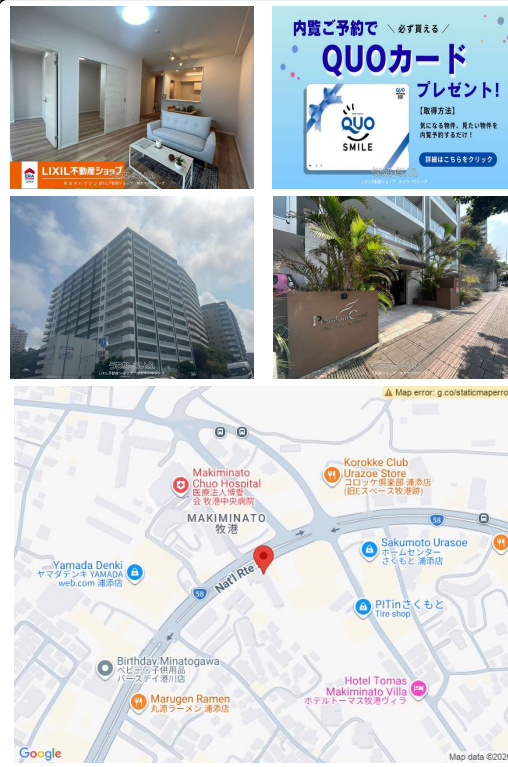 LIXIL不動産ショップ
内覧ご予約で
＼ 必ず貰える ／
QUOカード
プレゼント!
QUO
SMILE
【取得方法】
気になる物件、見たい物件を
内覧予約するだけ！
詳細はこちらをクリック
Map error: g.co/staticmaperro
Makiminato
Chuo Hospital
医療法人博愛
会 牧港中央病院
Korokke Club
Urazoe Store
コロッケ倶楽部 浦添店
(旧Eスペース牧港跡)
MAKIMINATO
牧港
58
Sakumoto Urasoe
ホームセンター
さくもと 浦添店
Yamada Denki
ヤマダデンキ YAMADA
web.com 浦添店
Nat'l Rte
58
PITinさくもと
Tire shop
Birthday Minatogawa
ベビー・子供用品
バースデイ港川店
Hotel Tomas
Makiminato Villa
ホテルトーマス牧港ヴィラ
Marugen Ramen
丸源ラーメン 浦添店
Google
Map data ©2026